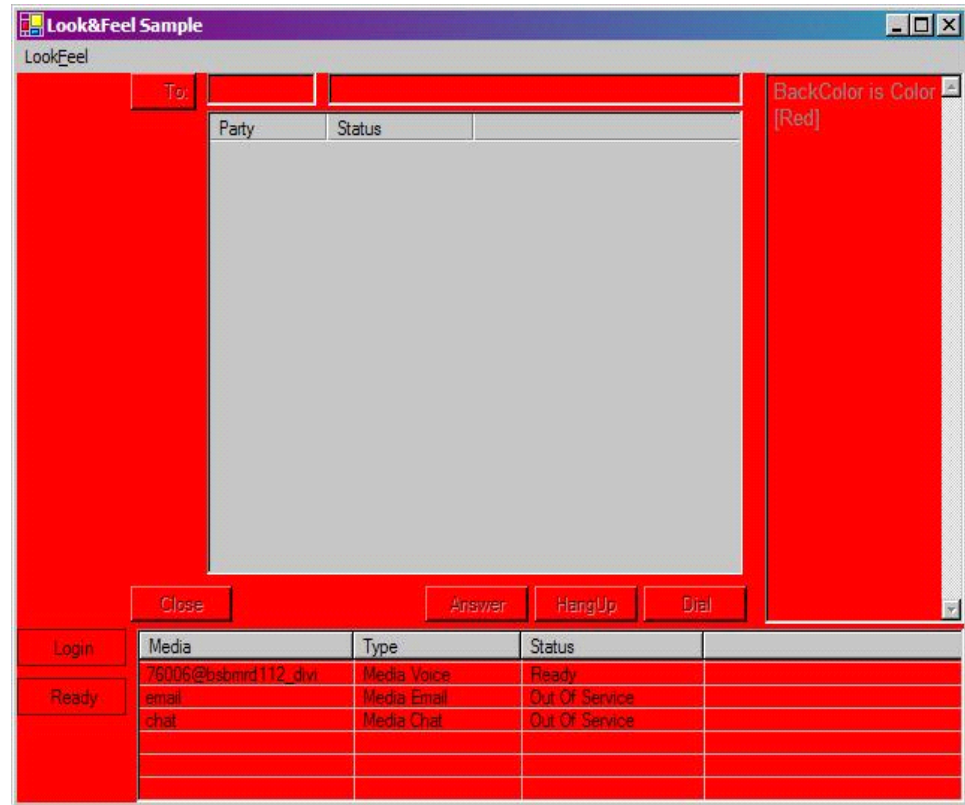 Look&Feel Sample
LookFeel
To:
BackColor is Color
[Red]
Party Status
Close Answer HangUp Dial
Login
Media Type Status
76006@bsbmrd112_divi Media Voice Ready
Ready
email Media Email Out Of Service
chat Media Chat Out Of Service